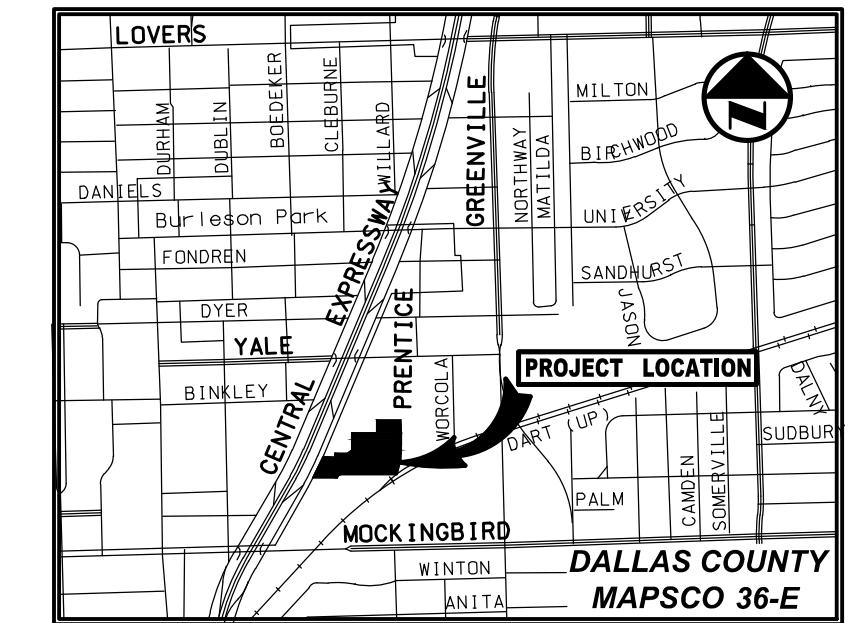 LOVERS
DURHAM
DUBLIN
BOEDEKER
CLEBURNE
WILLARD
GREENVILLE
NORTHWAY
MATILDA
MILTON
BIRCHWOOD
UNIVERSITY
SANDHURST
JASON
N
DANIELS
Burleson Park
FONDREN
DYER
YALE
BINKLEY
CENTRAL EXPRESSWAY
PRENTICE
WORCOLA
PROJECT LOCATION
DART (UP)
DALNY
SUDBURY
CAMDEN
SOMERVILLE
PALM
MOCKINGBIRD
WINTON
ANITA
DALLAS COUNTY
MAPSCO 36-E